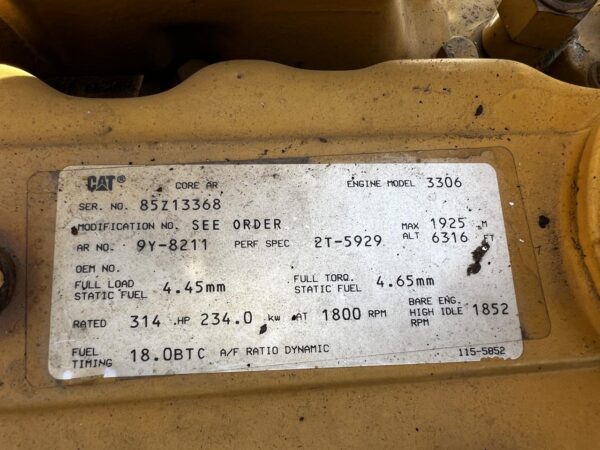 CAT® CORE AR ENGINE MODEL 3306
SER. NO. 85Z13368
MODIFICATION NO. SEE ORDER MAX ALT 1925 M
AR NO. 9Y-8211 PERF SPEC 2T-5929 6316 FT
OEM NO.
FULL LOAD STATIC FUEL 4.45mm FULL TORQ. STATIC FUEL 4.65mm
RATED 314 HP 234.0 kw AT 1800 RPM BARE ENG. HIGH IDLE RPM 1852
FUEL TIMING 18.0BTC A/F RATIO DYNAMIC 115-5852